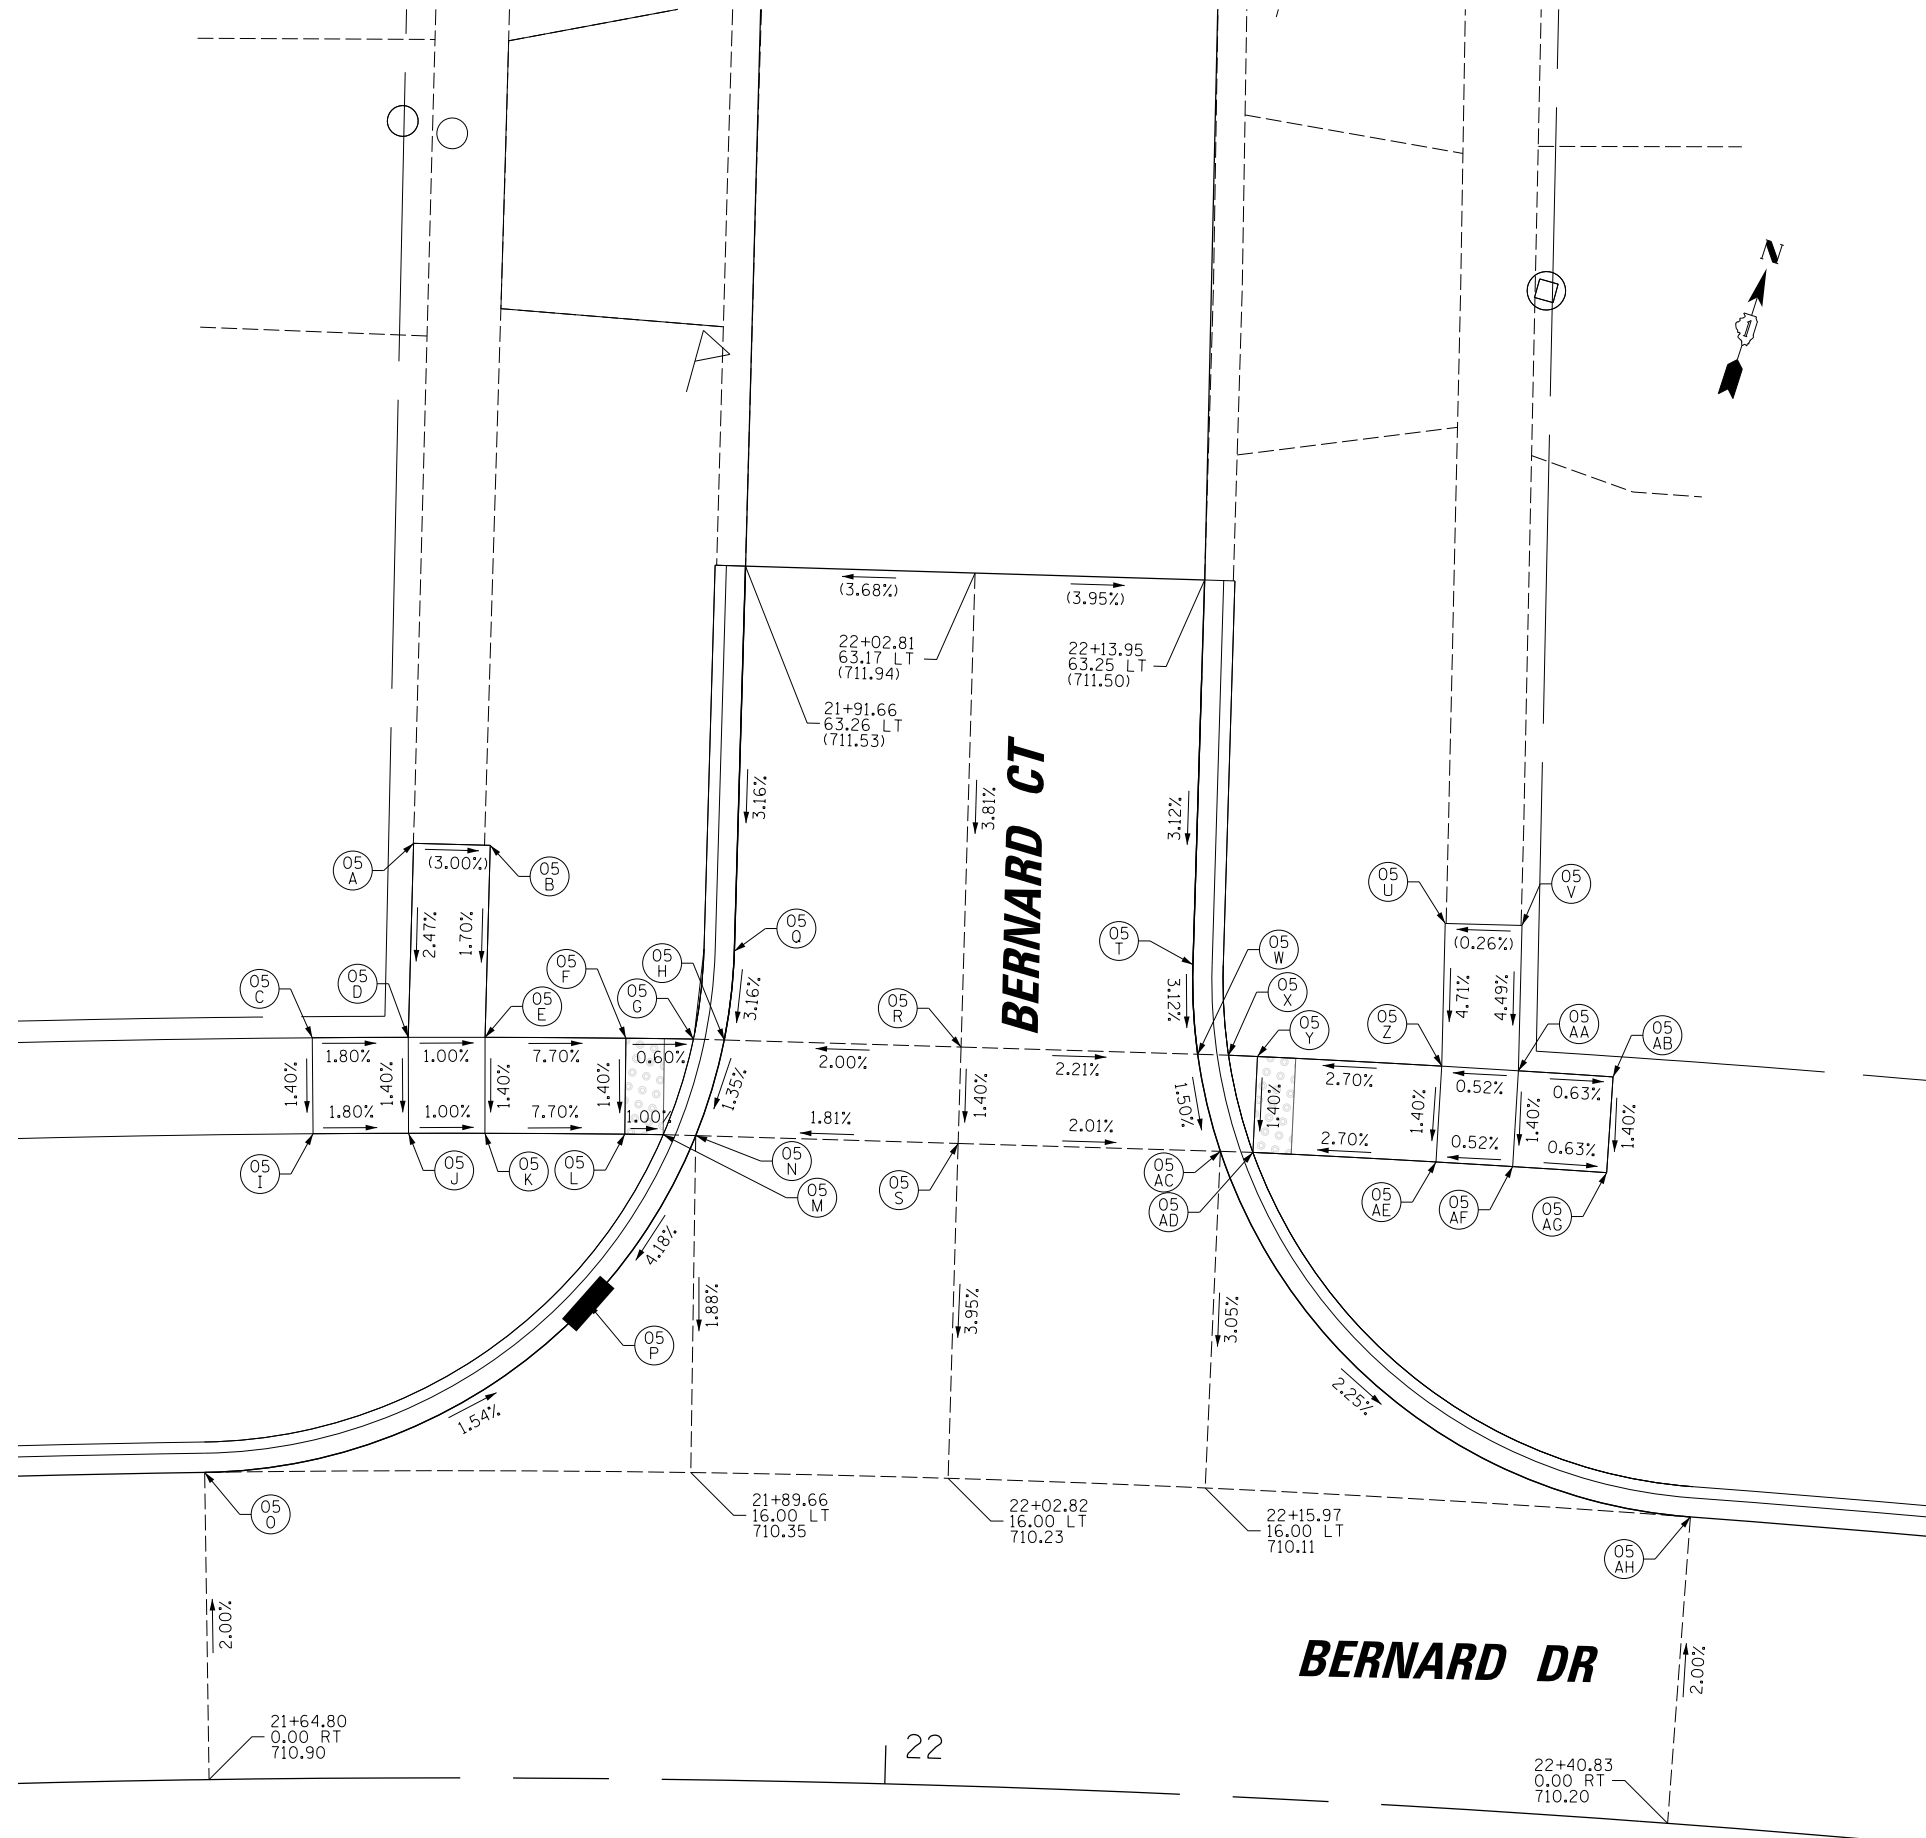 N
(3.68%)
(3.95%)
22+02.81
63.17 LT
(711.94)
22+13.95
63.25 LT
(711.50)
21+91.66
63.26 LT
(711.53)
BERNARD CT
3.16%
3.81%
3.12%
05
A
(3.00%)
05
B
2.47%
1.70%
05
U
05
V
(0.26%)
4.71%
4.49%
05
Q
05
T
05
W
05
C
05
D
05
E
05
F
05
G
05
H
3.16%
05
R
3.12%
05
X
05
Y
05
Z
05
AA
05
AB
1.80%
1.00%
7.70%
0.60%
2.00%
2.21%
2.70%
0.52%
0.63%
1.40%
1.40%
1.40%
1.40%
1.35%
1.40%
1.50%
1.40%
1.40%
1.40%
1.40%
1.80%
1.00%
7.70%
1.00%
1.81%
2.01%
2.70%
0.52%
0.63%
05
I
05
J
05
K
05
L
05
N
05
M
05
S
05
AC
05
AD
05
AE
05
AF
05
AG
4.18%
1.88%
3.95%
3.05%
05
P
1.54%
2.25%
05
O
21+89.66
16.00 LT
710.35
22+02.82
16.00 LT
710.23
22+15.97
16.00 LT
710.11
05
AH
2.00%
BERNARD DR
2.00%
21+64.80
0.00 RT
710.90
22
22+40.83
0.00 RT
710.20